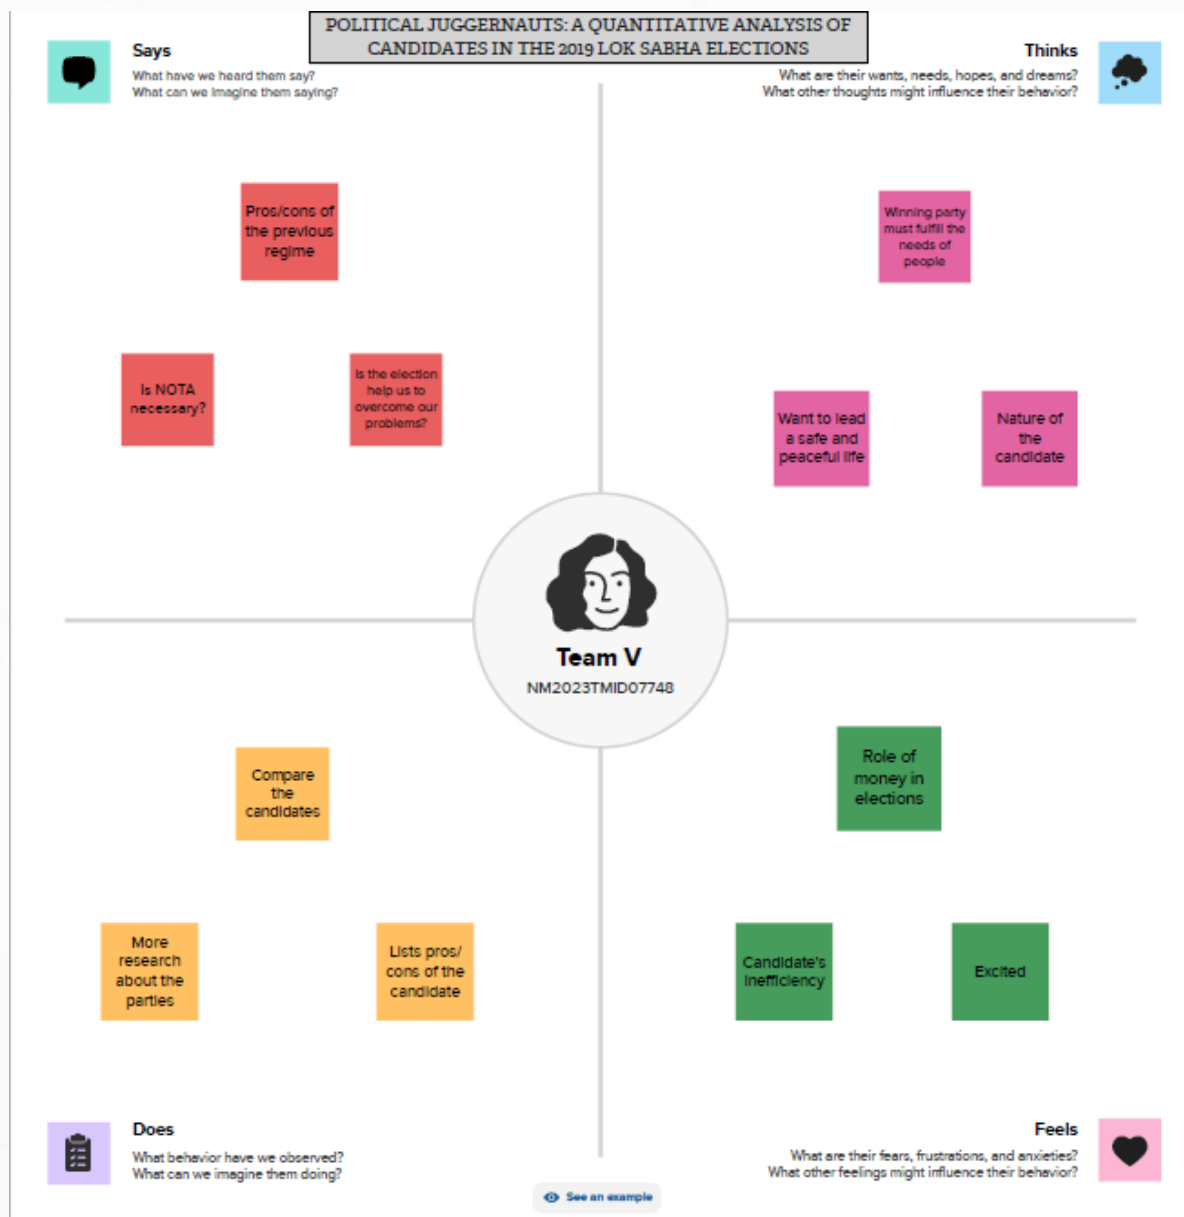 POLITICAL JUGGERNAUTS: A QUANTITATIVE ANALYSIS OF
CANDIDATES IN THE 2019 LOK SABHA ELECTIONS
Says
What have we heard them say?
What can we imagine them saying?
Thinks
What are their wants, needs, hopes, and dreams?
What other thoughts might influence their behavior?
Pros/cons of
the previous
regime
Is NOTA
necessary?
Is the election
help us to
overcome our
problems?
Winning party
must fulfill the
needs of
people
Want to lead
a safe and
peaceful life
Nature of
the
candidate
Team V
NM2023TMID07748
Compare
the
candidates
More
research
about the
parties
Lists pros/
cons of the
candidate
Role of
money in
elections
Candidate's
inefficiency
Excited
Does
What behavior have we observed?
What can we imagine them doing?
Feels
What are their fears, frustrations, and anxieties?
What other feelings might influence their behavior?
See an example